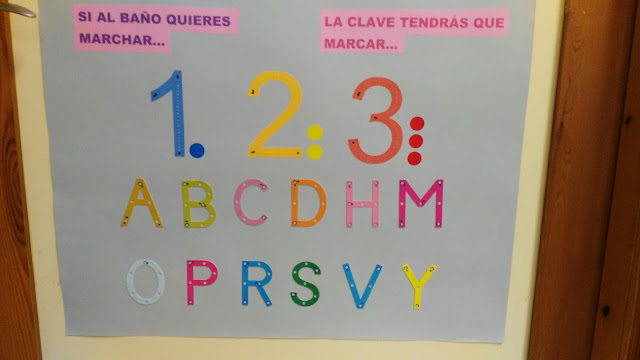 SI AL BAÑO QUIERES
MARCHAR...
LA CLAVE TENDRÁS QUE
MARCAR...
1 2 3
A B C D H M
O P R S V Y